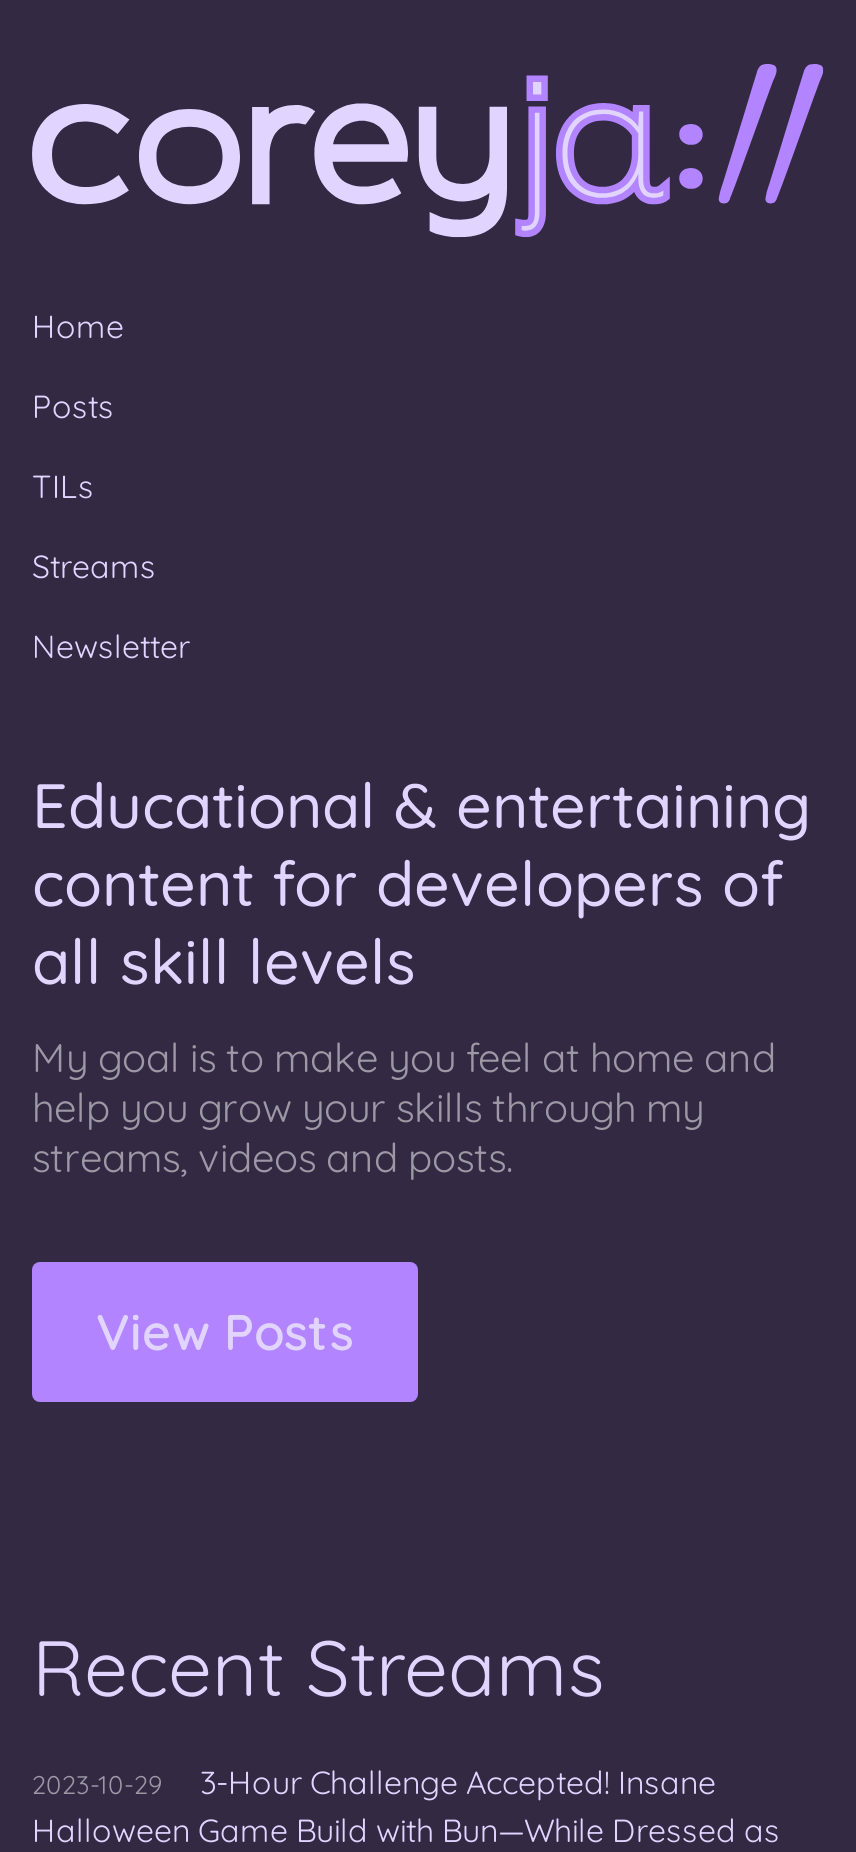 coreyja://
Home
Posts
TILs
Streams
Newsletter
Educational & entertaining
content for developers of
all skill levels
My goal is to make you feel at home and
help you grow your skills through my
streams, videos and posts.
View Posts
Recent Streams
2023-10-29 3-Hour Challenge Accepted! Insane
Halloween Game Build with Bun—While Dressed as